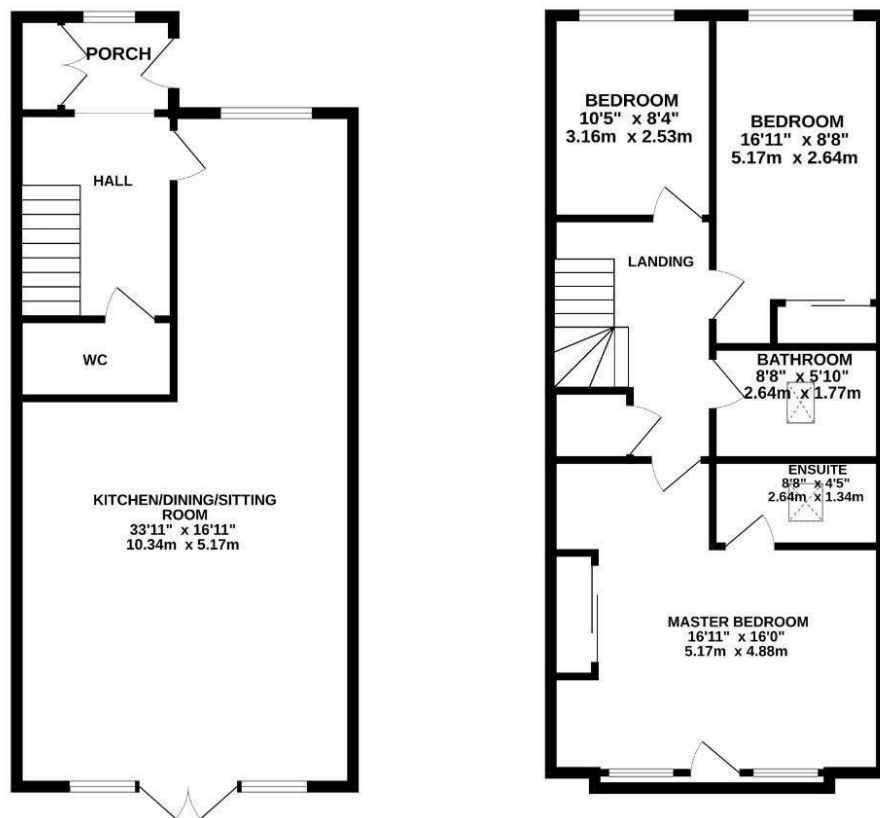 PORCH
HALL
WC
KITCHEN/DINING/SITTING
ROOM
33'11" x 16'11"
10.34m x 5.17m
BEDROOM
10'5" x 8'4"
3.16m x 2.53m
BEDROOM
16'11" x 8'8"
5.17m x 2.64m
LANDING
BATHROOM
8'8" x 5'10"
2.64m x 1.77m
ENSUITE
8'8" x 4'5"
2.64m x 1.34m
MASTER BEDROOM
16'11" x 16'0"
5.17m x 4.88m